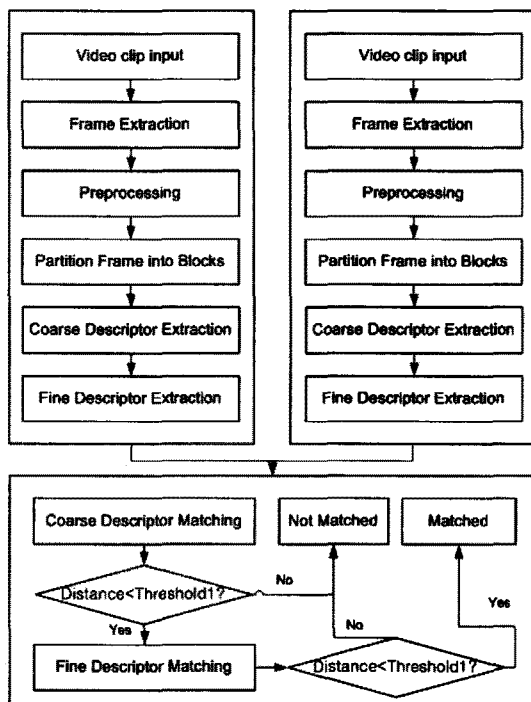 Video clip input
Frame Extraction
Preprocessing
Partition Frame into Blocks
Coarse Descriptor Extraction
Fine Descriptor Extraction
Video clip input
Frame Extraction
Preprocessing
Partition Frame into Blocks
Coarse Descriptor Extraction
Fine Descriptor Extraction
Coarse Descriptor Matching
Not Matched
Matched
Distance<Threshold1?
No
Yes
Yes
Fine Descriptor Matching
No
Distance<Threshold1?